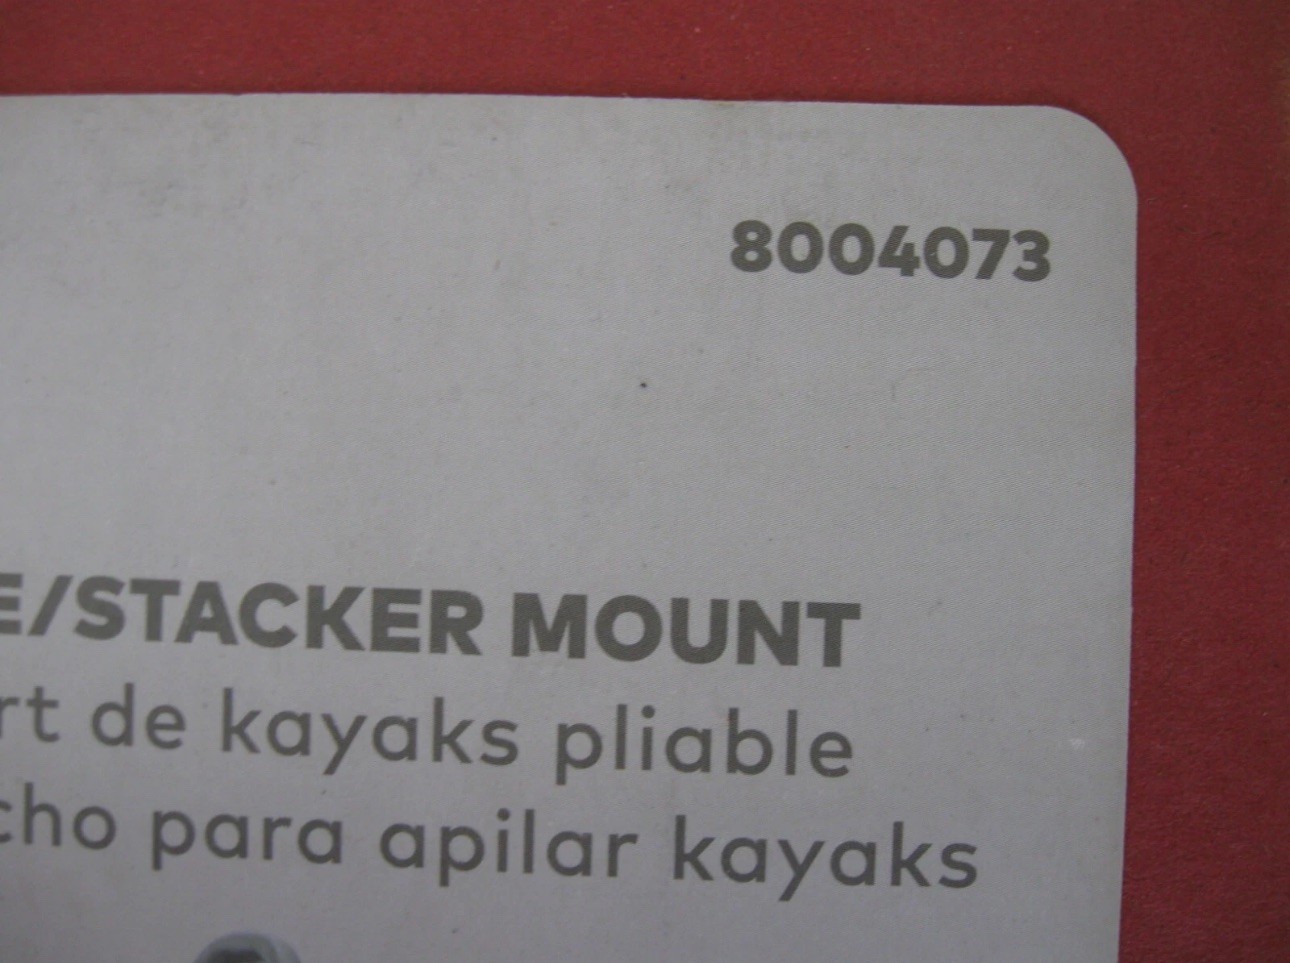 8004073
E/STACKER MOUNT
rt de kayaks pliable
cho para apilar kayaks